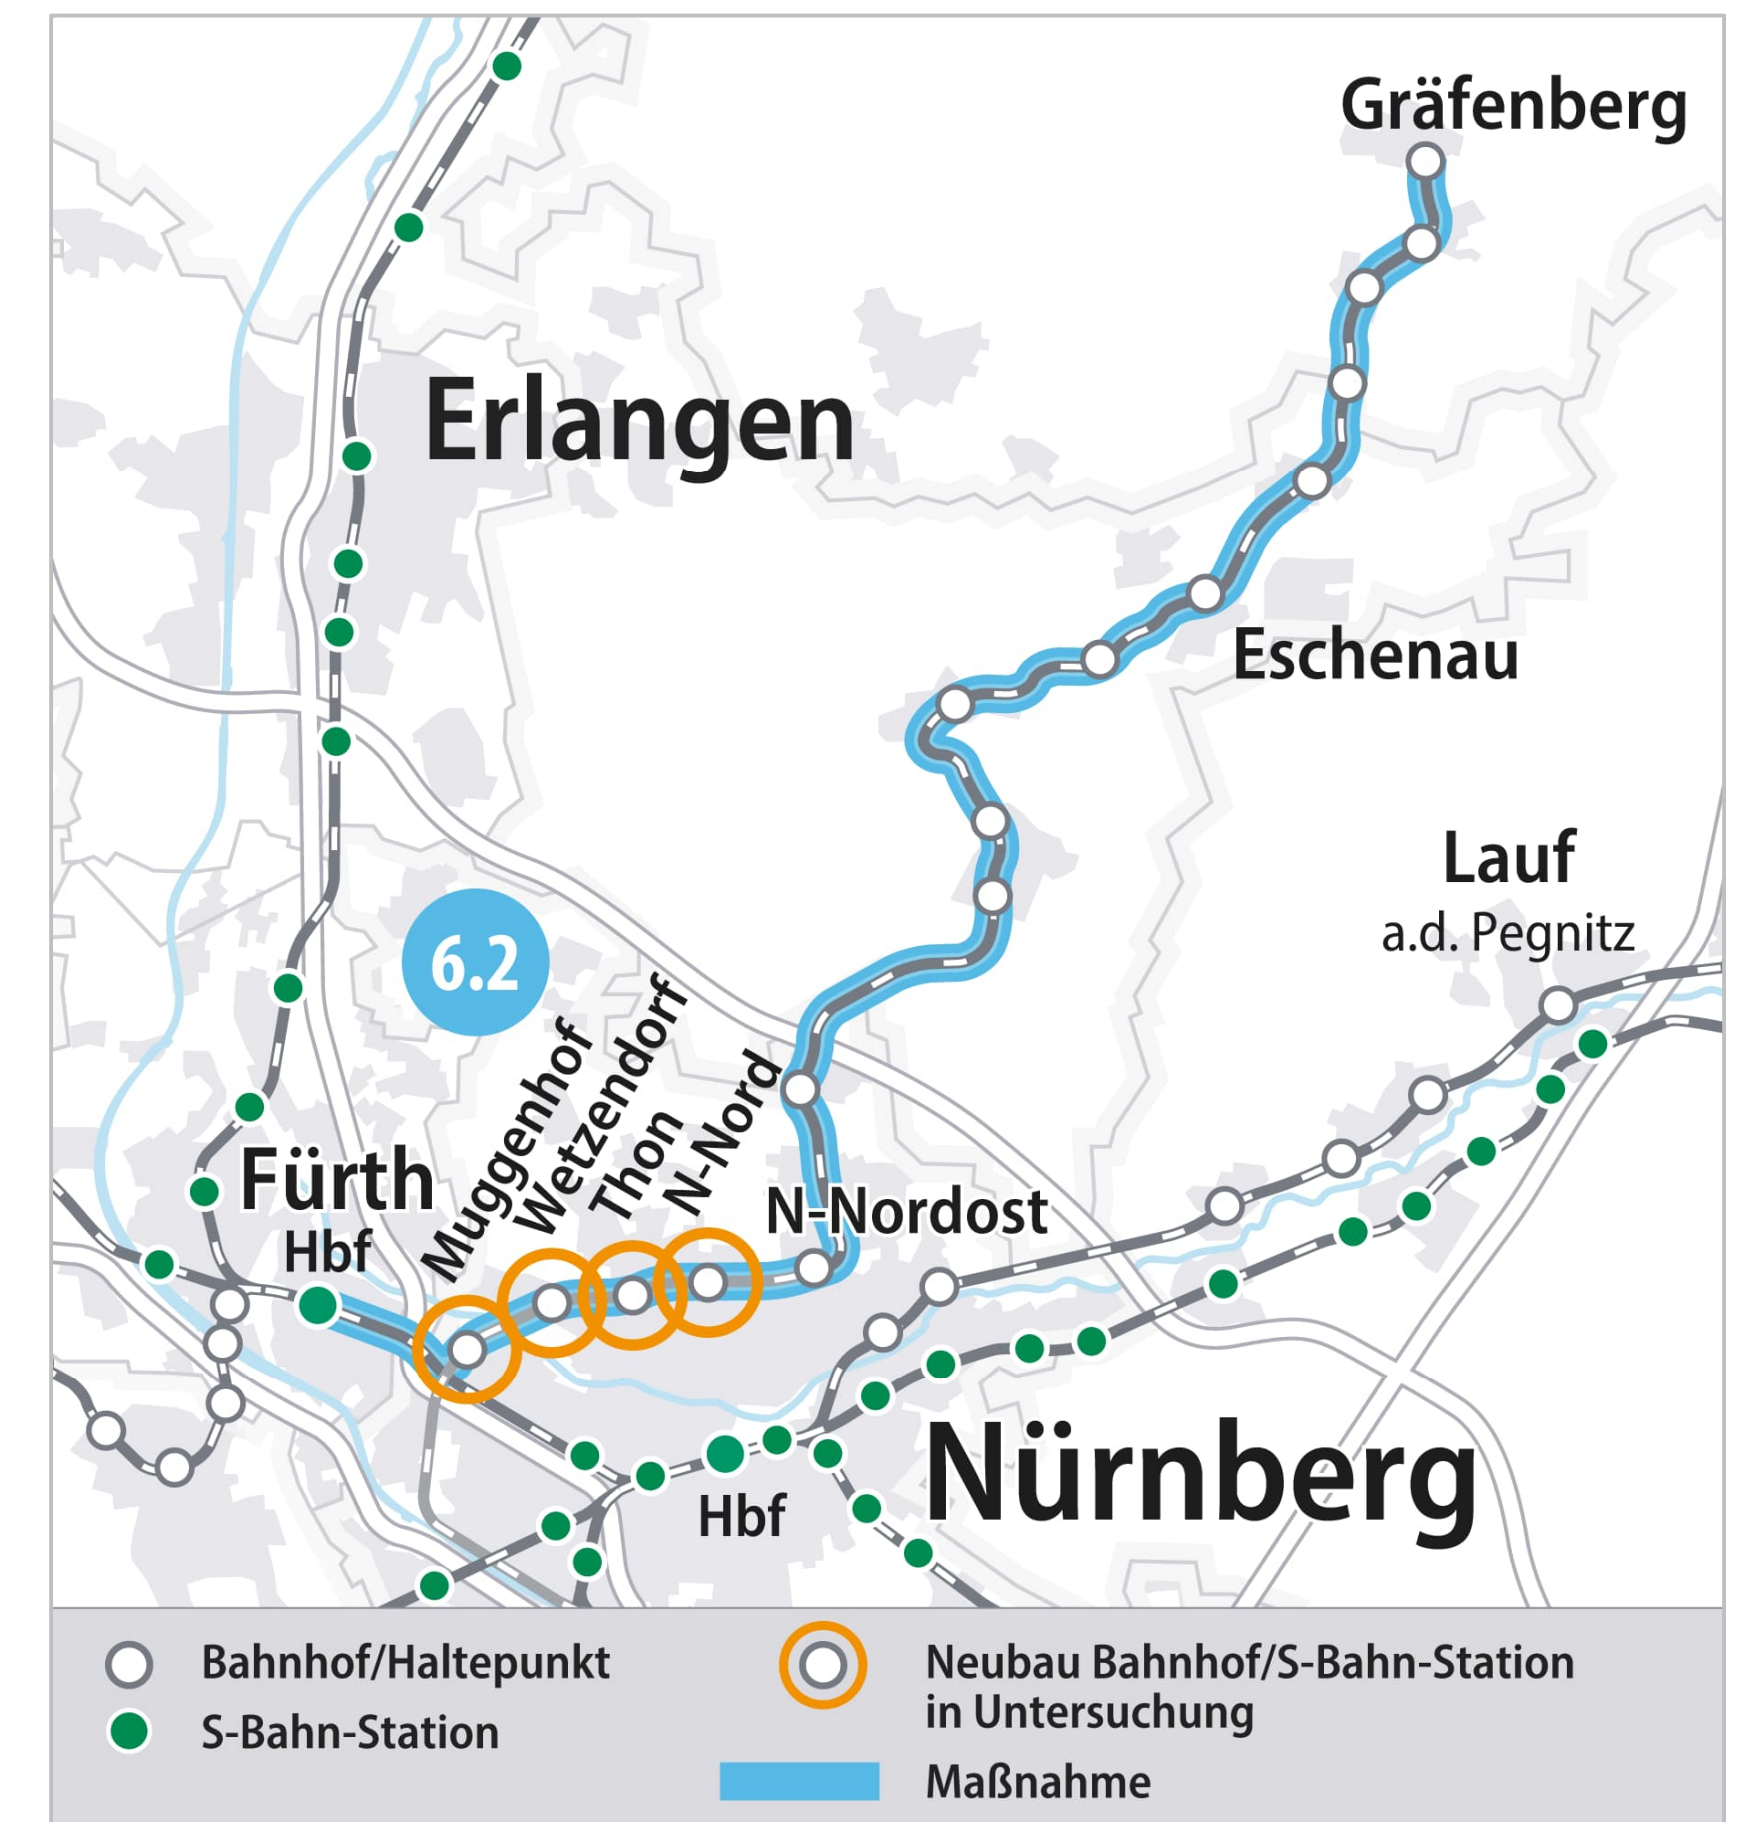 Gräfenberg
Erlangen
Eschenau
Lauf
a.d. Pegnitz
6.2
Muggenhof
Wetzendorf
Thon
N-Nord
Fürth
Hbf
N-Nordost
Nürnberg
Hbf
Bahnhof/Haltepunkt
S-Bahn-Station
Neubau Bahnhof/S-Bahn-Station
in Untersuchung
Maßnahme